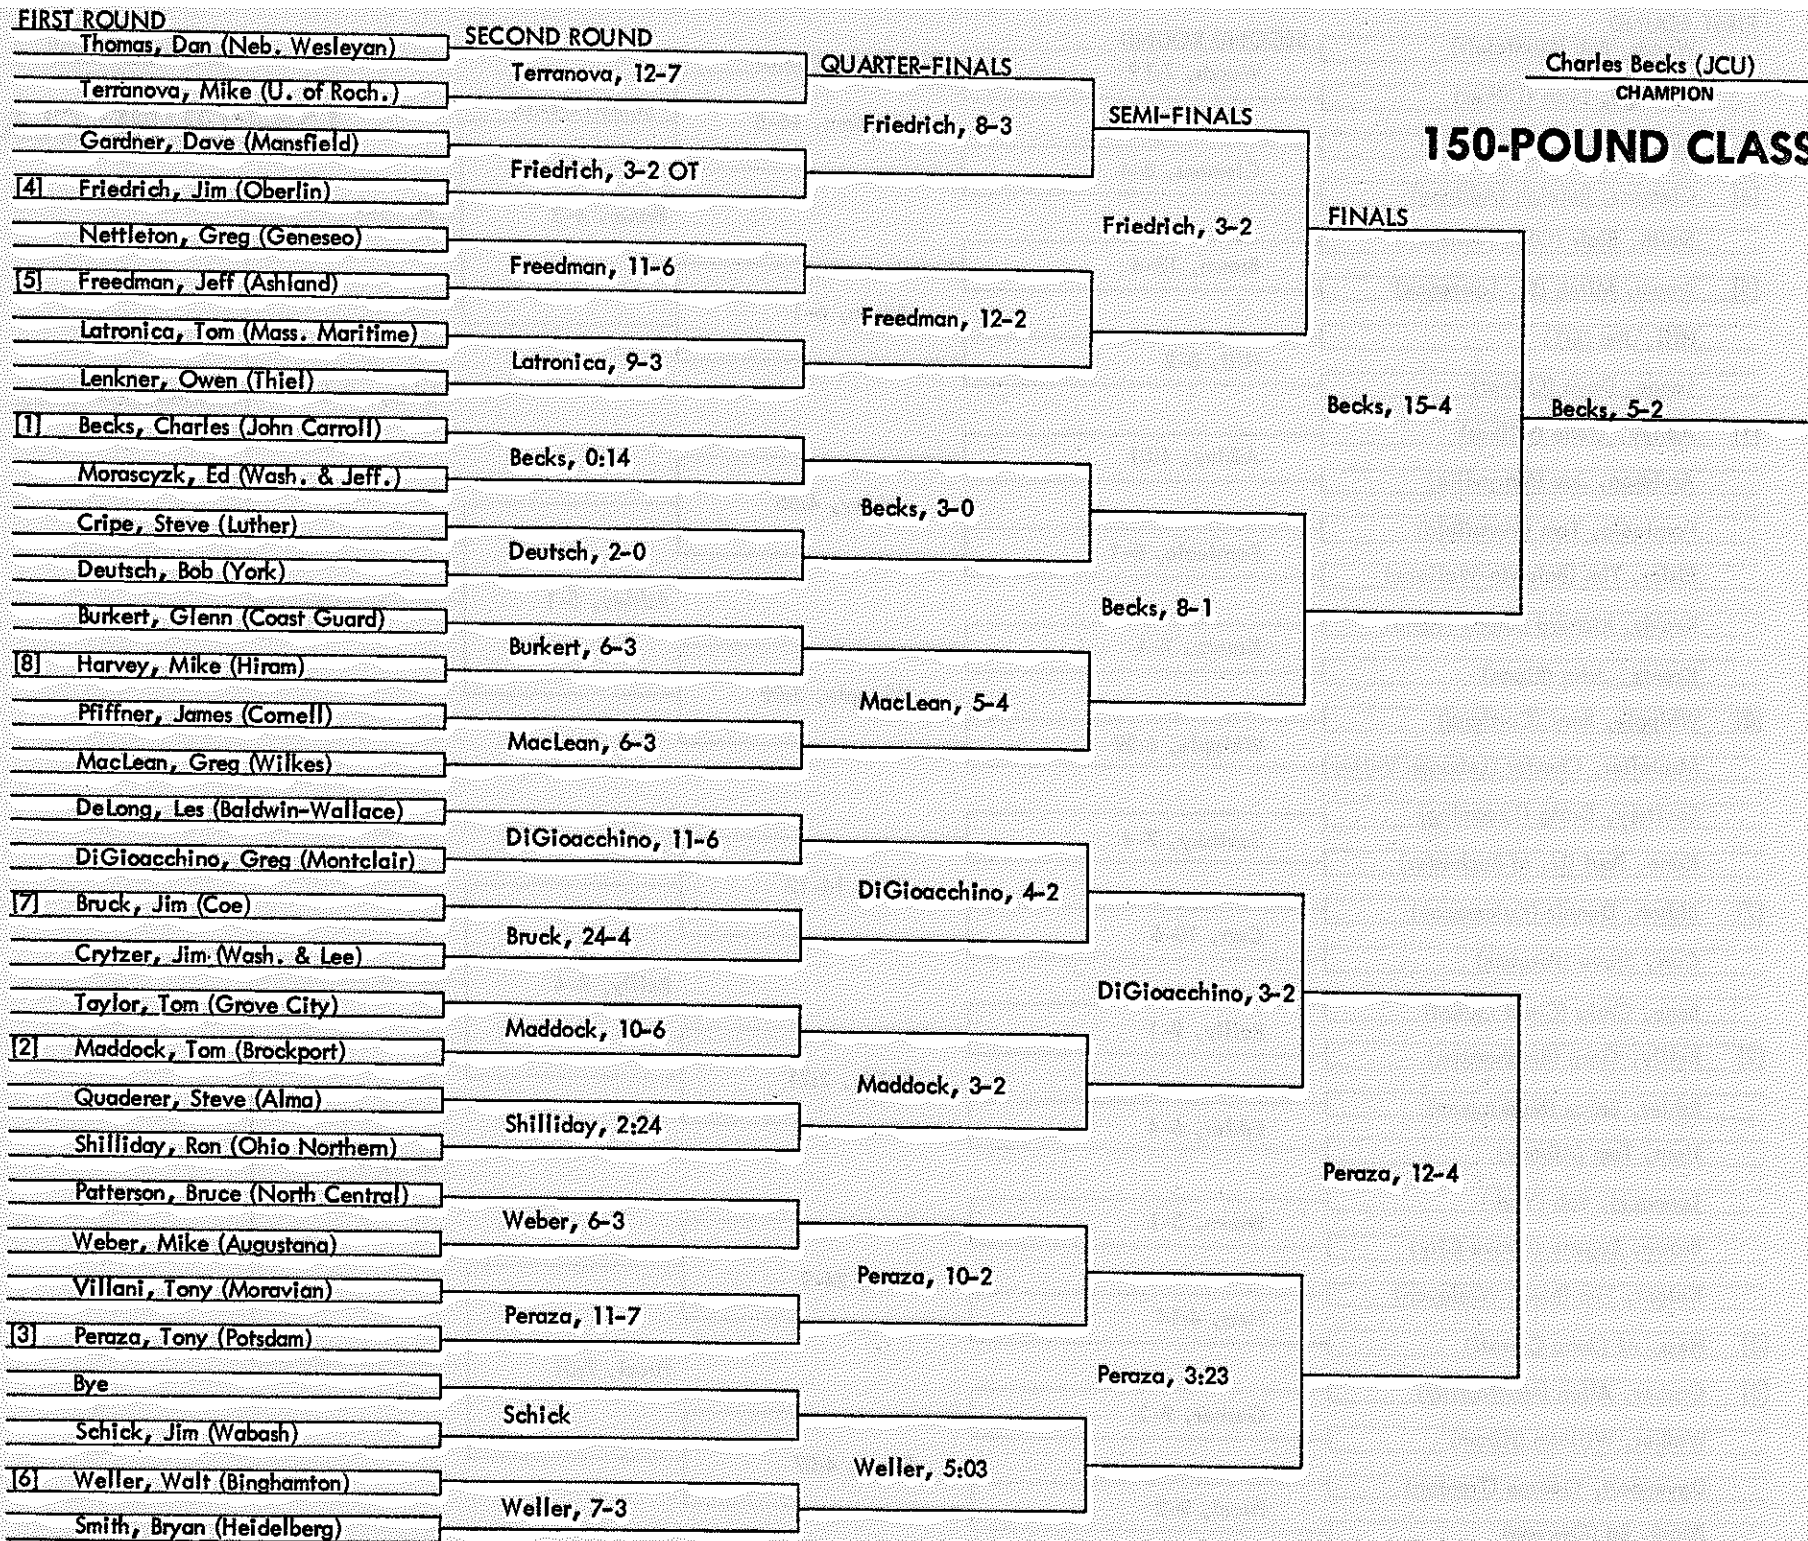 FIRST ROUND
Thomas, Dan (Neb. Wesleyan)
Terranova, Mike (U. of Roch.)
Gardner, Dave (Mansfield)
[4] Friedrich, Jim (Oberlin)
Nettleton, Greg (Geneseo)
[5] Freedman, Jeff (Ashland)
Latronica, Tom (Mass. Maritime)
Lenkner, Owen (Thiel)
[1] Becks, Charles (John Carroll)
Morascyzk, Ed (Wash. & Jeff.)
Cripe, Steve (Luther)
Deutsch, Bob (York)
Burkert, Glenn (Coast Guard)
[8] Harvey, Mike (Hiram)
Pfiffner, James (Cornell)
MacLean, Greg (Wilkes)
DeLong, Les (Baldwin-Wallace)
DiGioacchino, Greg (Montclair)
[7] Bruck, Jim (Coe)
Crytzer, Jim (Wash. & Lee)
Taylor, Tom (Grove City)
[2] Maddock, Tom (Brockport)
Quaderer, Steve (Alma)
Shilliday, Ron (Ohio Northern)
Patterson, Bruce (North Central)
Weber, Mike (Augustana)
Villani, Tony (Moravian)
[3] Peraza, Tony (Potsdam)
Bye
Schick, Jim (Wabash)
[6] Weller, Walt (Binghamton)
Smith, Bryan (Heidelberg)
SECOND ROUND
Terranova, 12-7
Friedrich, 3-2 OT
Freedman, 11-6
Latronica, 9-3
Becks, 0:14
Deutsch, 2-0
Burkert, 6-3
MacLean, 6-3
DiGioacchino, 11-6
Bruck, 24-4
Maddock, 10-6
Shilliday, 2:24
Weber, 6-3
Peraza, 11-7
Schick
Weller, 7-3
QUARTER-FINALS
Friedrich, 8-3
Freedman, 12-2
Becks, 3-0
MacLean, 5-4
DiGioacchino, 4-2
Maddock, 3-2
Peraza, 10-2
Weller, 5:03
SEMI-FINALS
Friedrich, 3-2
Becks, 8-1
DiGioacchino, 3-2
Peraza, 3:23
FINALS
Becks, 15-4
Peraza, 12-4
Becks, 5-2
Charles Becks (JCU)
CHAMPION
150-POUND CLASS